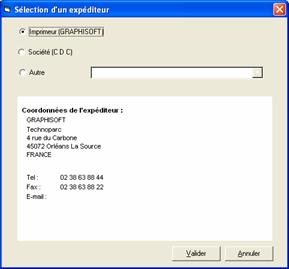 Sélection d'un expéditeur
Imprimeur (GRAPHISOFT)
Société (C D C)
Autre
Coordonnées de l'expéditeur :
GRAPHISOFT
Technoparc
4 rue du Carbone
45072 Orléans La Source
FRANCE
Tel : 02 38 63 88 44
Fax : 02 38 63 88 22
E-mail :
Valider Annuler